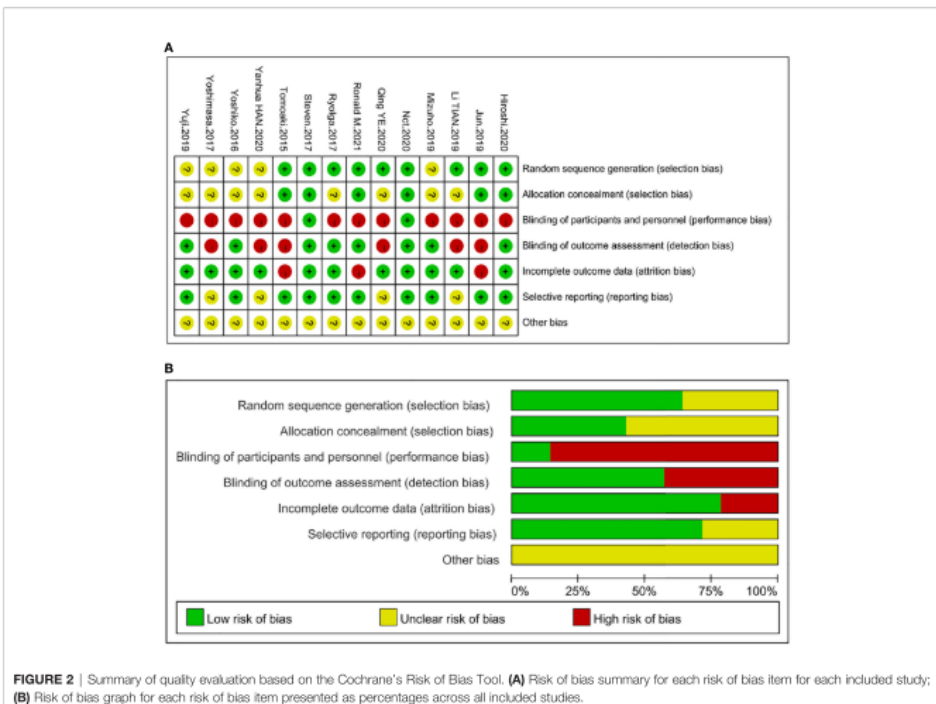 A
Yuji.2019
Yoshimasa.2017
Yoshiko.2016
Yanhua HAN.2020
Tomoaki.2015
Steven.2017
Ryolga.2017
Ronald M.2021
Qing YE.2020
Nct.2020
Mizuho.2019
Li TIAN.2019
Jun.2019
Hiroshi.2020
? ? ? ? + + + + + + ? + + + Random sequence generation (selection bias)
? ? ? ? + + ? + ? + ? ? + + Allocation concealment (selection bias)
Blinding of participants and personnel (performance bias)
Blinding of outcome assessment (detection bias)
Incomplete outcome data (attrition bias)
+ ? + ? + + + + ? + + ? + + Selective reporting (reporting bias)
? ? ? ? ? ? ? ? ? ? ? ? ? ? Other bias
B
Random sequence generation (selection bias)
Allocation concealment (selection bias)
Blinding of participants and personnel (performance bias)
Blinding of outcome assessment (detection bias)
Incomplete outcome data (attrition bias)
Selective reporting (reporting bias)
Other bias
0% 25% 50% 75% 100%
Low risk of bias Unclear risk of bias High risk of bias
FIGURE 2 | Summary of quality evaluation based on the Cochrane's Risk of Bias Tool. (A) Risk of bias summary for each risk of bias item for each included study;
(B) Risk of bias graph for each risk of bias item presented as percentages across all included studies.